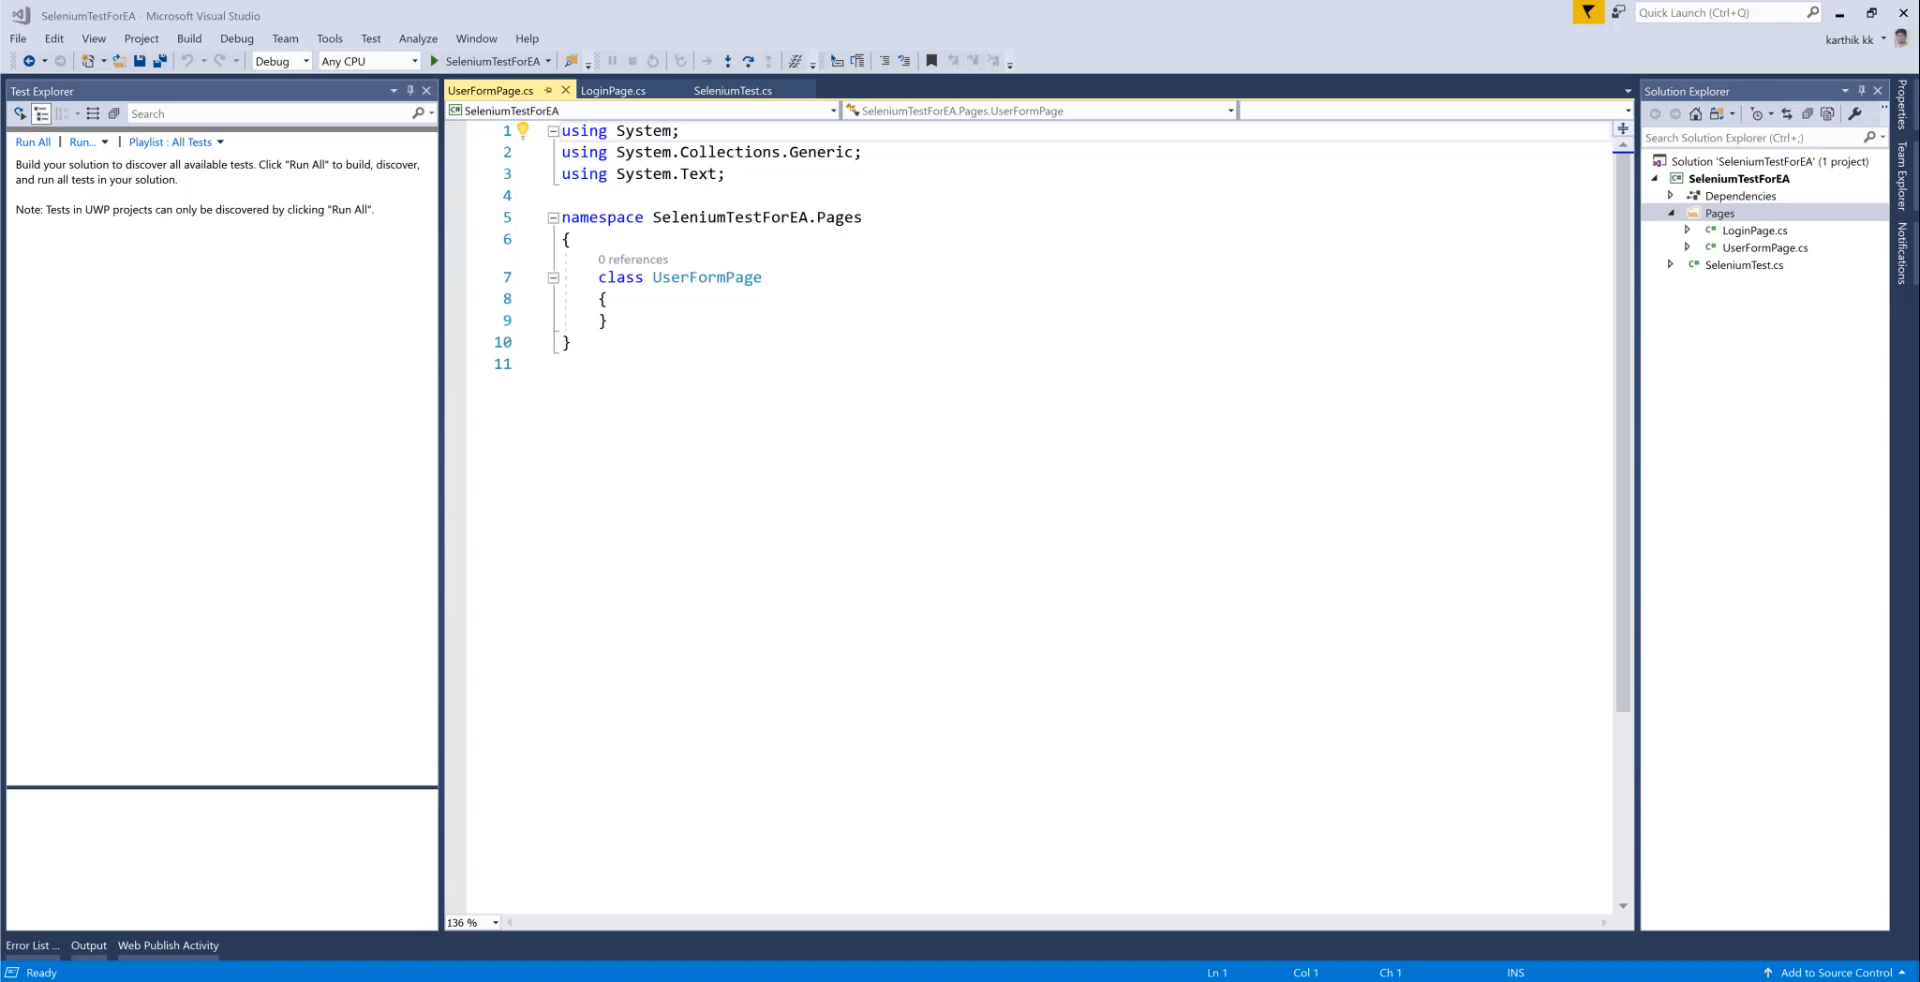 SeleniumTestForEA - Microsoft Visual Studio
Quick Launch (Ctrl+Q)
File Edit View Project Build Debug Team Tools Test Analyze Window Help
karthik kk
Debug Any CPU SeleniumTestForEA
Test Explorer
Search
Run All | Run... | Playlist : All Tests
Build your solution to discover all available tests. Click "Run All" to build, discover,
and run all tests in your solution.
Note: Tests in UWP projects can only be discovered by clicking "Run All".
UserFormPage.cs LoginPage.cs SeleniumTest.cs
SeleniumTestForEA SeleniumTestForEA.Pages.UserFormPage
1 using System;
2 using System.Collections.Generic;
3 using System.Text;
4
5 namespace SeleniumTestForEA.Pages
6 {
0 references
7 class UserFormPage
8 {
9 }
10 }
11
136 %
Solution Explorer
Search Solution Explorer (Ctrl+;)
Solution 'SeleniumTestForEA' (1 project)
SeleniumTestForEA
Dependencies
Pages
LoginPage.cs
UserFormPage.cs
SeleniumTest.cs
Properties
Team Explorer
Notifications
Error List ... Output Web Publish Activity
Ready Ln 1 Col 1 Ch 1 INS Add to Source Control